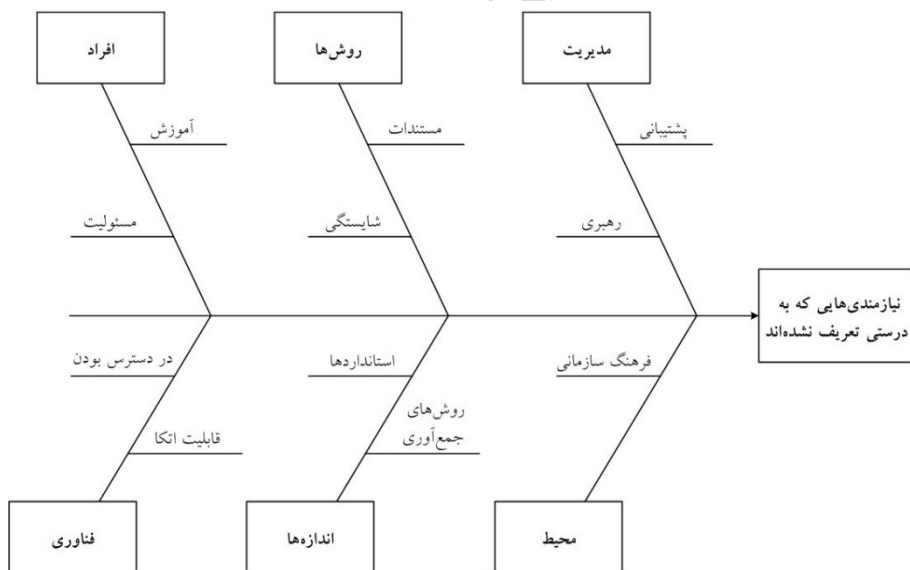 مدیریت
روش‌ها
افراد
پشتیبانی
مستندات
آموزش
رهبری
شایستگی
مسئولیت
نیازمندی‌هایی که به
درستی تعریف نشده‌اند
فرهنگ سازمانی
استانداردها
در دسترس بودن
روش‌های
جمع‌آوری
قابلیت اتکا
محیط
اندازه‌ها
فناوری